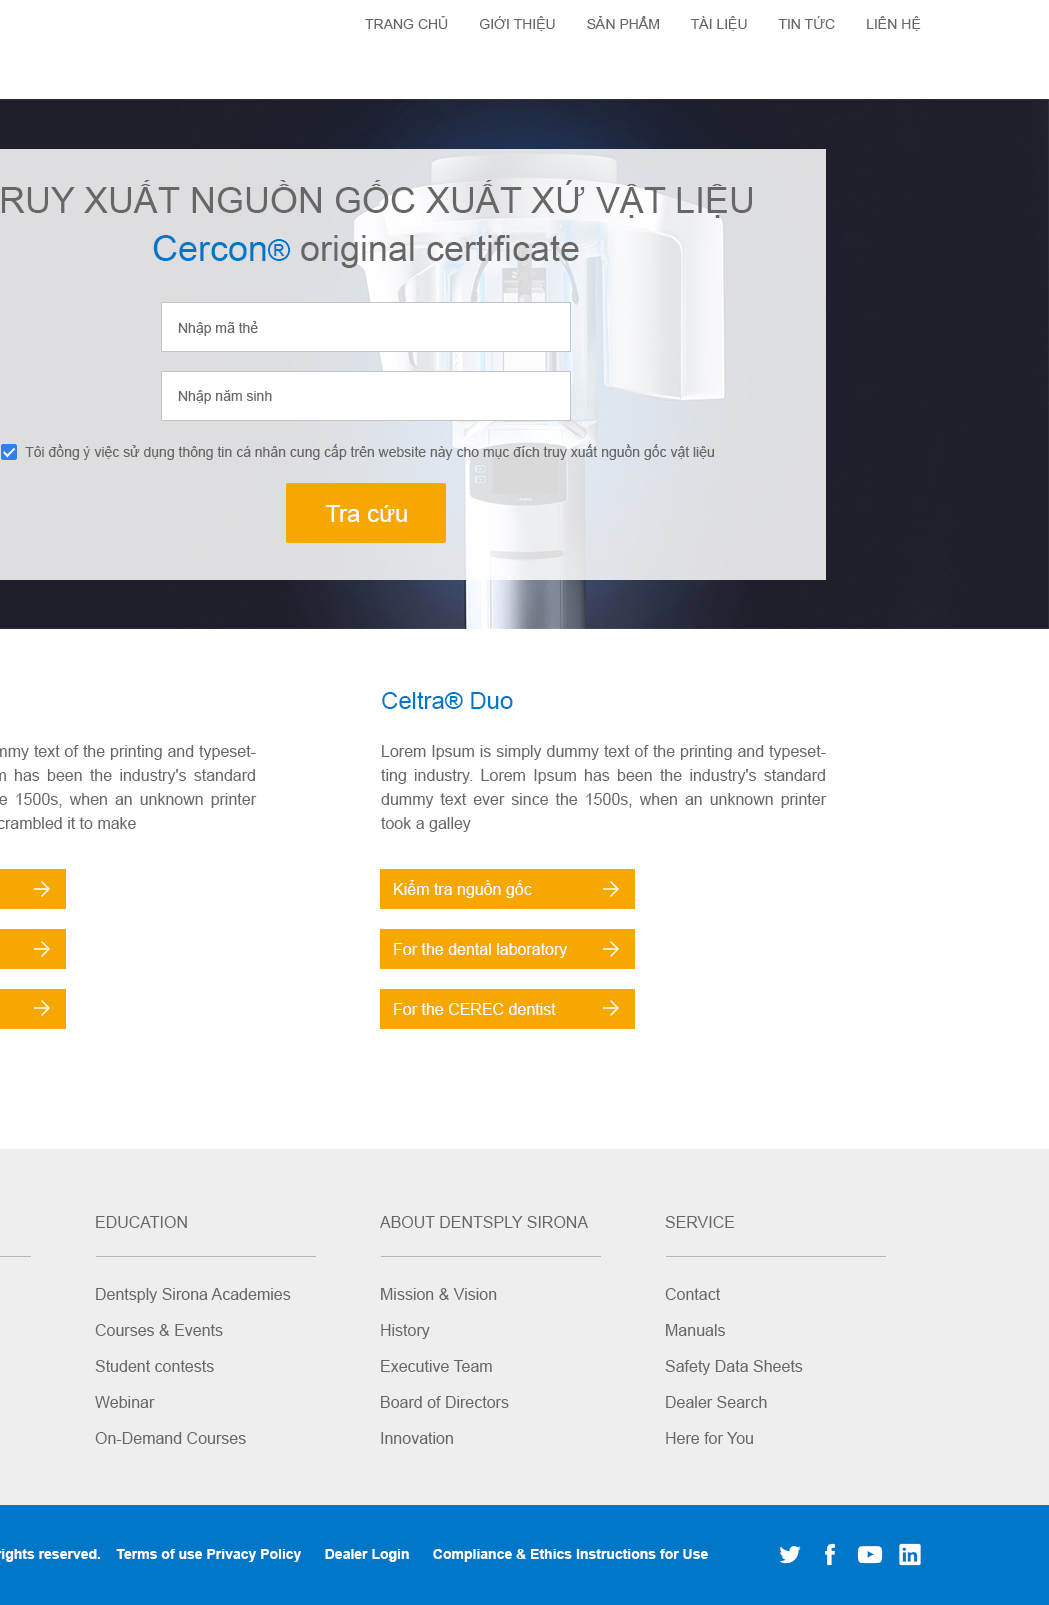 TRANG CHỦ GIỚI THIỆU SẢN PHẨM TÀI LIỆU TIN TỨC LIÊN HỆ
RUY XUẤT NGUỒN GỐC XUẤT XỨ VẬT LIỆU
Cercon® original certificate
Nhập mã thẻ
Nhập năm sinh
Tôi đồng ý việc sử dụng thông tin cá nhân cung cấp trên website này cho mục đích truy xuất nguồn gốc vật liệu
Tra cứu
mmy text of the printing and typeset-
m has been the industry's standard
e 1500s, when an unknown printer
crambled it to make
Celtra® Duo
Lorem Ipsum is simply dummy text of the printing and typeset-
ting industry. Lorem Ipsum has been the industry's standard
dummy text ever since the 1500s, when an unknown printer
took a galley
Kiểm tra nguồn gốc
For the dental laboratory
For the CEREC dentist
EDUCATION
Dentsply Sirona Academies
Courses & Events
Student contests
Webinar
On-Demand Courses
ABOUT DENTSPLY SIRONA
Mission & Vision
History
Executive Team
Board of Directors
Innovation
SERVICE
Contact
Manuals
Safety Data Sheets
Dealer Search
Here for You
ights reserved. Terms of use Privacy Policy Dealer Login Compliance & Ethics Instructions for Use